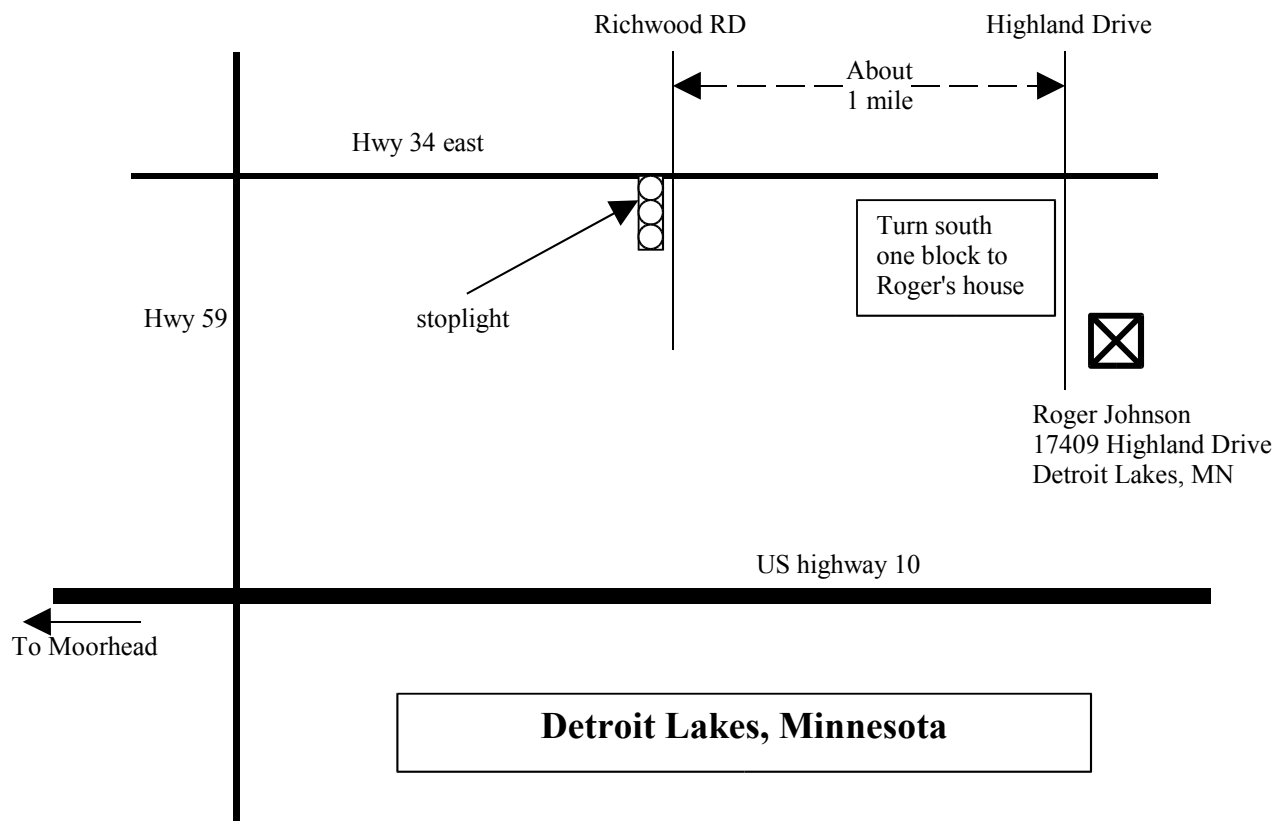 Richwood RD
Highland Drive
About
1 mile
Hwy 34 east
Turn south
one block to
Roger's house
Hwy 59
stoplight
Roger Johnson
17409 Highland Drive
Detroit Lakes, MN
US highway 10
To Moorhead
Detroit Lakes, Minnesota